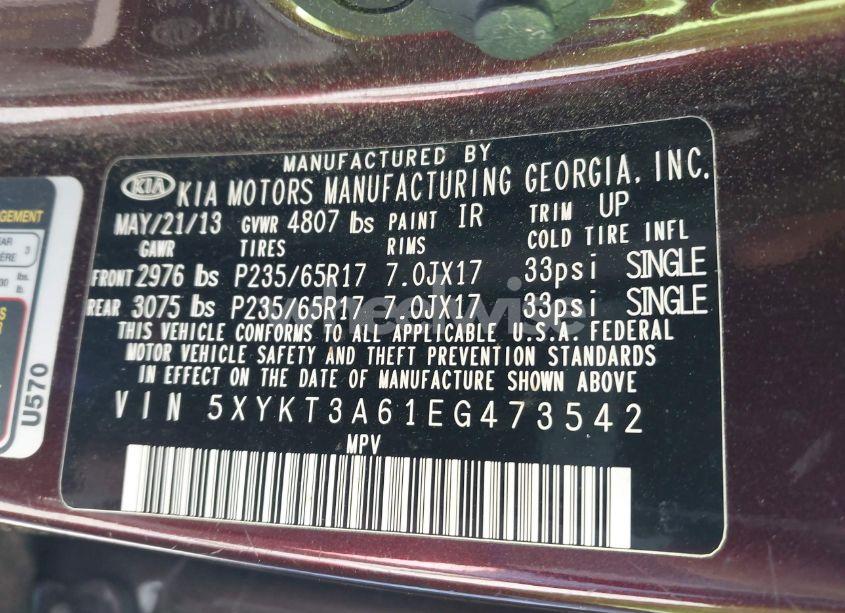 MANUFACTURED BY
KIA KIA MOTORS MANUFACTURING GEORGIA, INC.
MAY/21/13 GVWR 4807 lbs PAINT IR TRIM UP
GAWR TIRES RIMS COLD TIRE INFL
FRONT 2976 lbs P235/65R17 7.0JX17 33psi SINGLE
REAR 3075 lbs P235/65R17 7.0JX17 33psi SINGLE
THIS VEHICLE CONFORMS TO ALL APPLICABLE U.S.A. FEDERAL
MOTOR VEHICLE SAFETY AND THEFT PREVENTION STANDARDS
IN EFFECT ON THE DATE OF MANUFACTURE SHOWN ABOVE
VIN 5XYKT3A61EG473542
MPV
U570
wheelwise